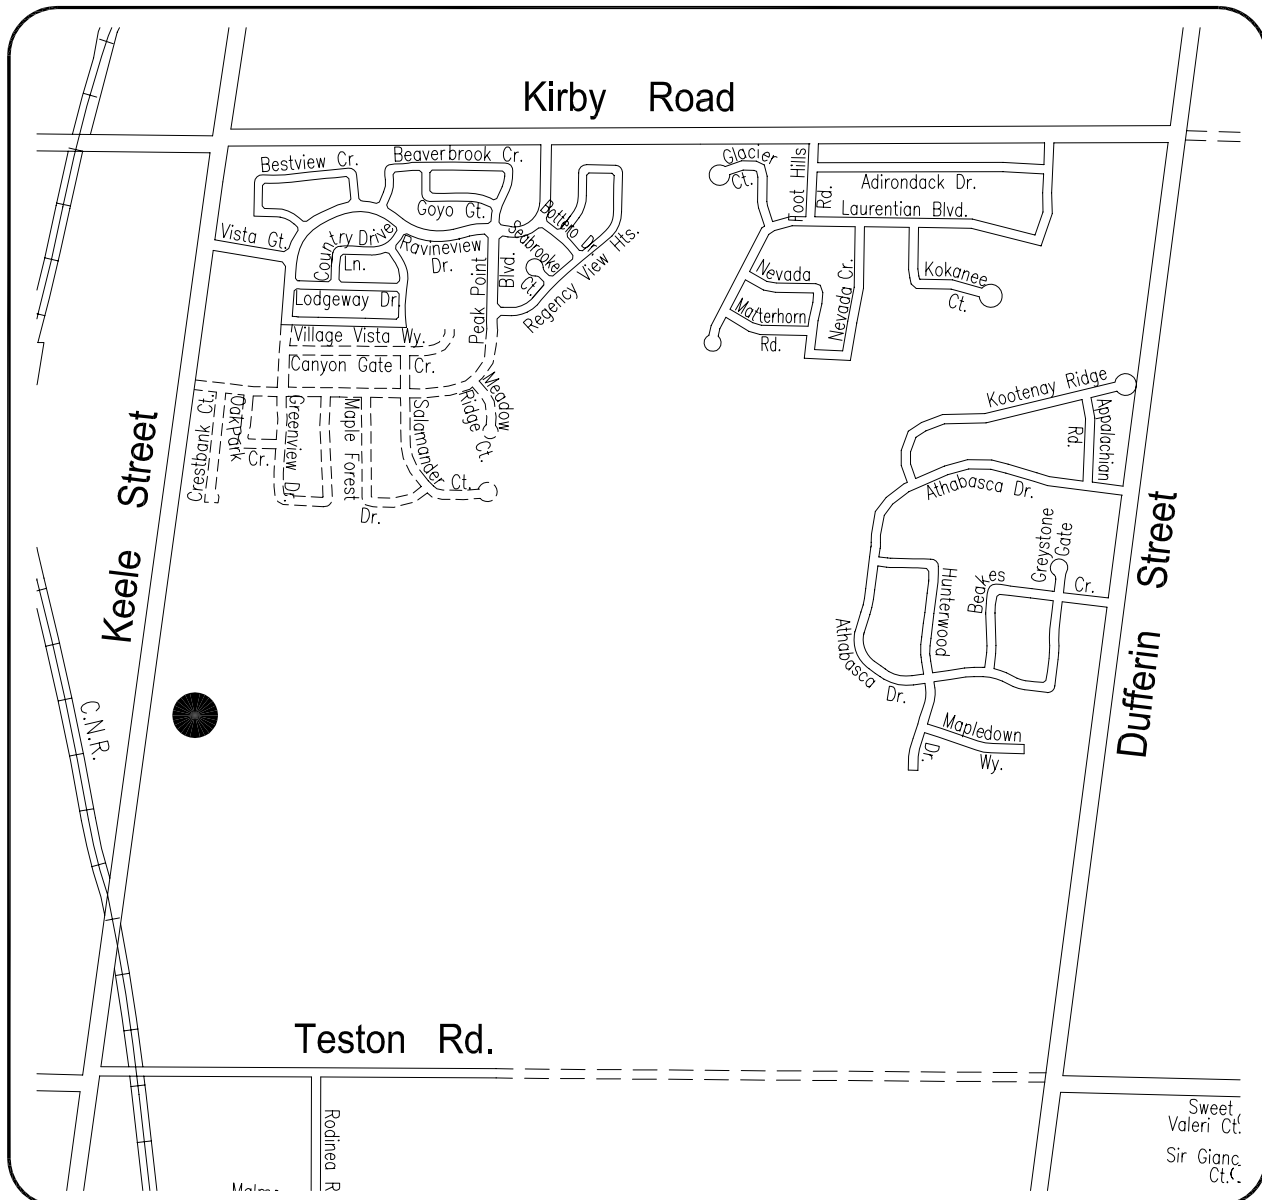 Kirby Road
Glacier
Ct.
Foot Hills
Rd.
Beaverbrook Cr.
Bestview Cr.
Adirondack Dr.
Laurentian Blvd.
Goyo Gt.
Bottero Dr.
Vista Gt.
Country Drive
Ln.
Ravineview
Dr.
Seabrooke
Ct.
Regency View Hts.
Peak Point
Blvd.
Nevada
Nevada Cr.
Kokanee
Ct.
Lodgeway Dr.
Matterhorn
Rd.
Village Vista Wy.
Canyon Gate Cr.
Meadow
Ridge Ct.
Kootenay Ridge
Appalachian
Rd.
Crestbank Ct.
OakPark
Cr.
Greenview Dr.
Maple Forest
Dr.
Salamander Ct.
Athabasca Dr.
Keele Street
Greystone
Gate
Beakes
Cr.
Hunterwood
Dufferin Street
Athabasca Dr.
C.N.R.
Mapledown
Wy.
Dr.
Teston Rd.
Rodinea R
Sweet
Valeri Ct.
Sir Gianc
Ct.